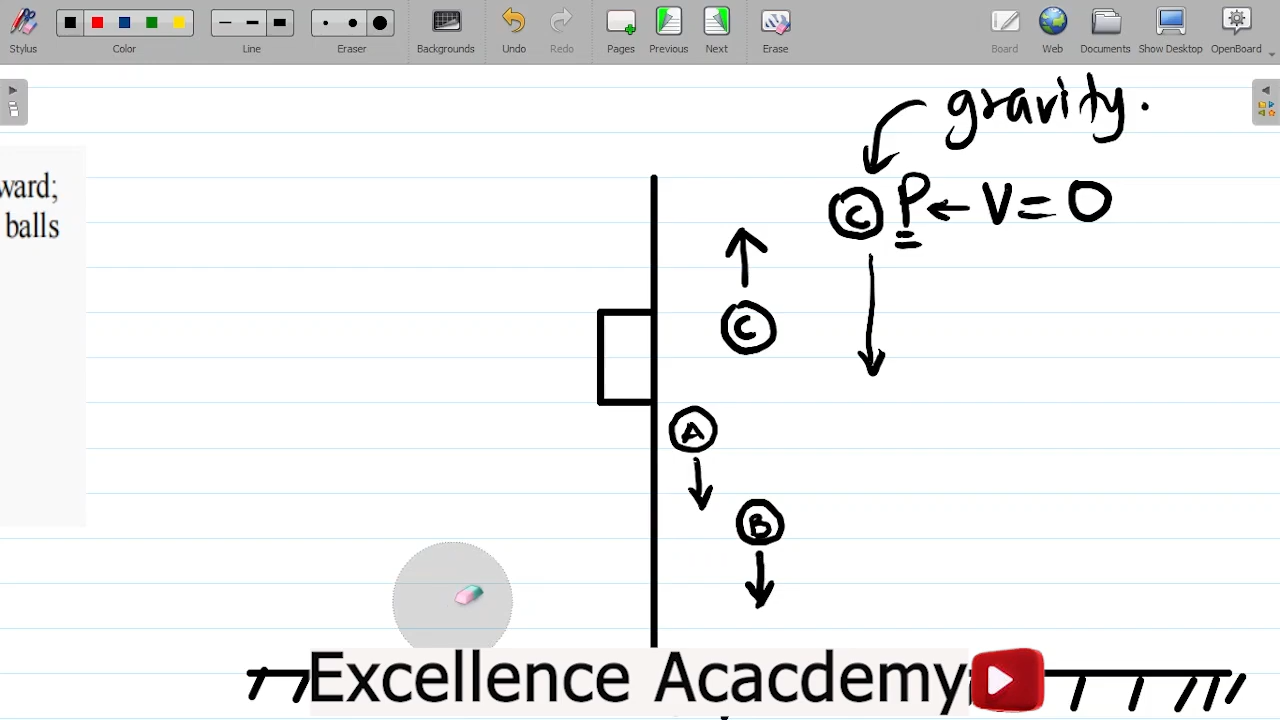 Stylus
Color
Line
Eraser
Backgrounds
Undo
Redo
Pages
Previous
Next
Erase
Board
Web
Documents
Show Desktop
OpenBoard
gravity.
ward;
balls
C P ← V = 0
C
A
B
Excellence Acacdemy